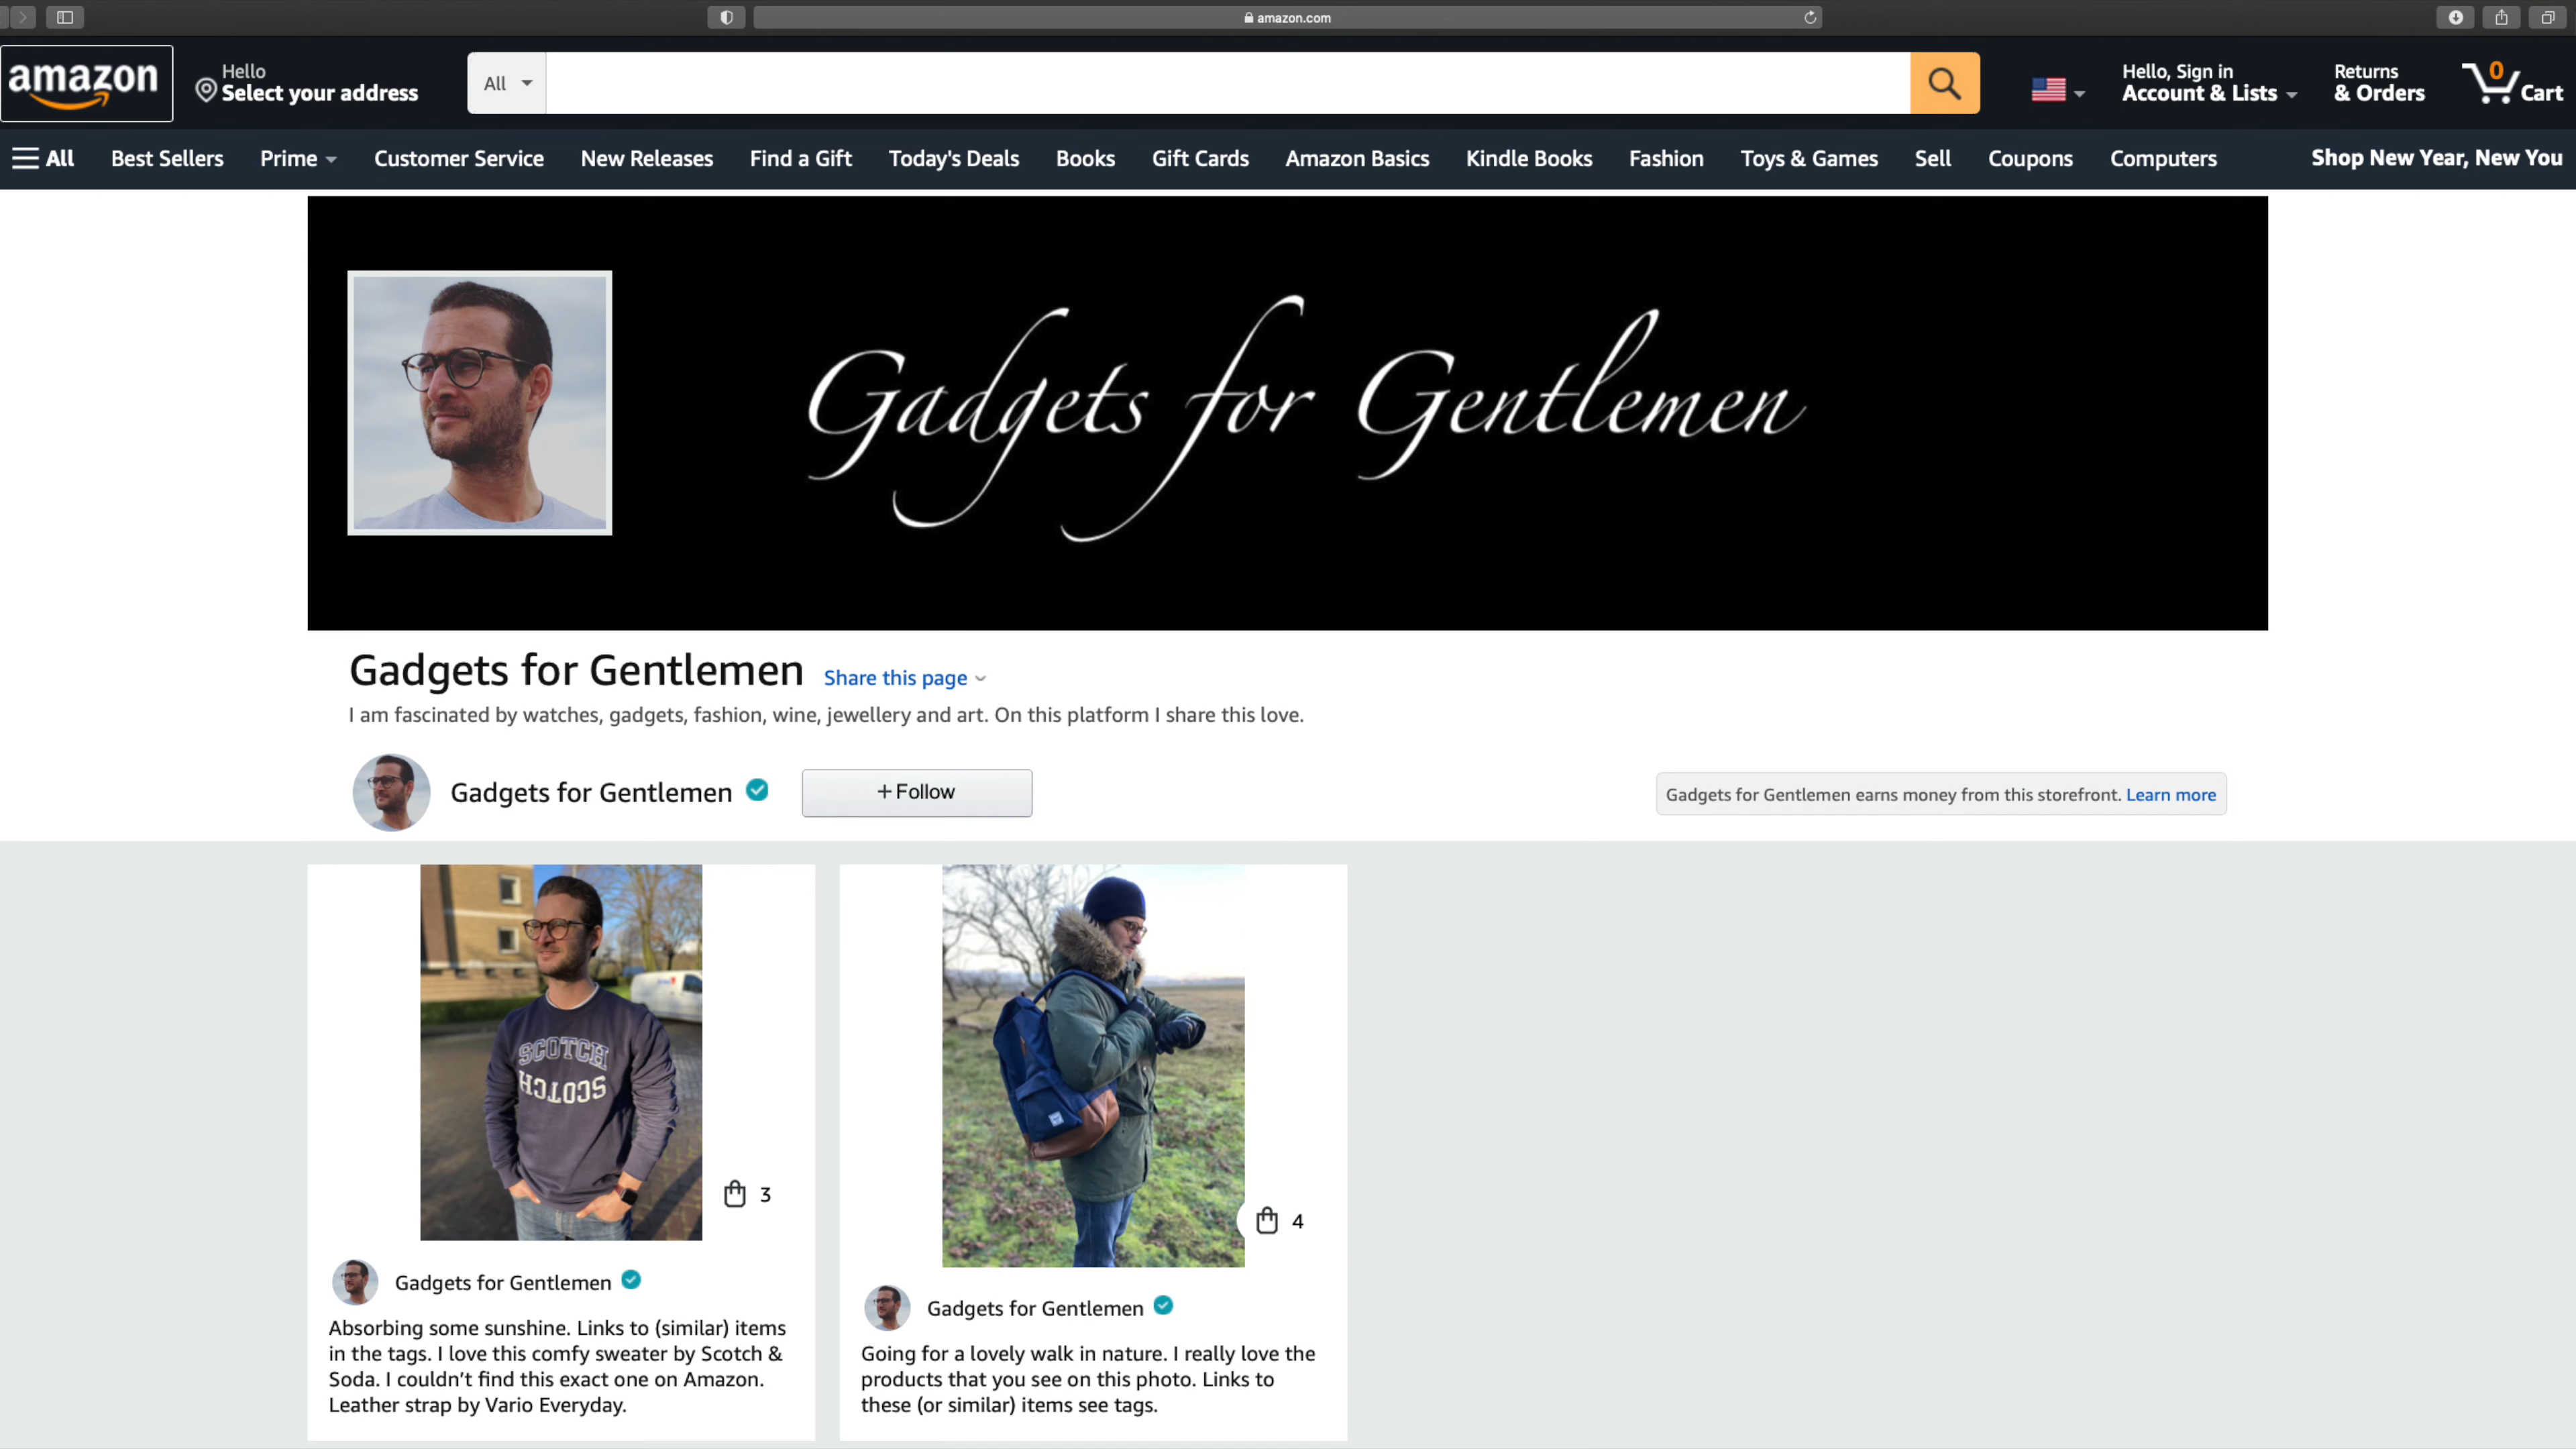 amazon.com
amazon
Hello
Select your address
All
Hello, Sign in
Account & Lists
Returns
& Orders
0
Cart
All
Best Sellers
Prime
Customer Service
New Releases
Find a Gift
Today's Deals
Books
Gift Cards
Amazon Basics
Kindle Books
Fashion
Toys & Games
Sell
Coupons
Computers
Shop New Year, New You
Gadgets for Gentlemen
Gadgets for Gentlemen
Share this page
I am fascinated by watches, gadgets, fashion, wine, jewellery and art. On this platform I share this love.
Gadgets for Gentlemen
+ Follow
Gadgets for Gentlemen earns money from this storefront. Learn more
SCOTCH
SCOTCH
3
Gadgets for Gentlemen
Absorbing some sunshine. Links to (similar) items
in the tags. I love this comfy sweater by Scotch &
Soda. I couldn't find this exact one on Amazon.
Leather strap by Vario Everyday.
4
Gadgets for Gentlemen
Going for a lovely walk in nature. I really love the
products that you see on this photo. Links to
these (or similar) items see tags.